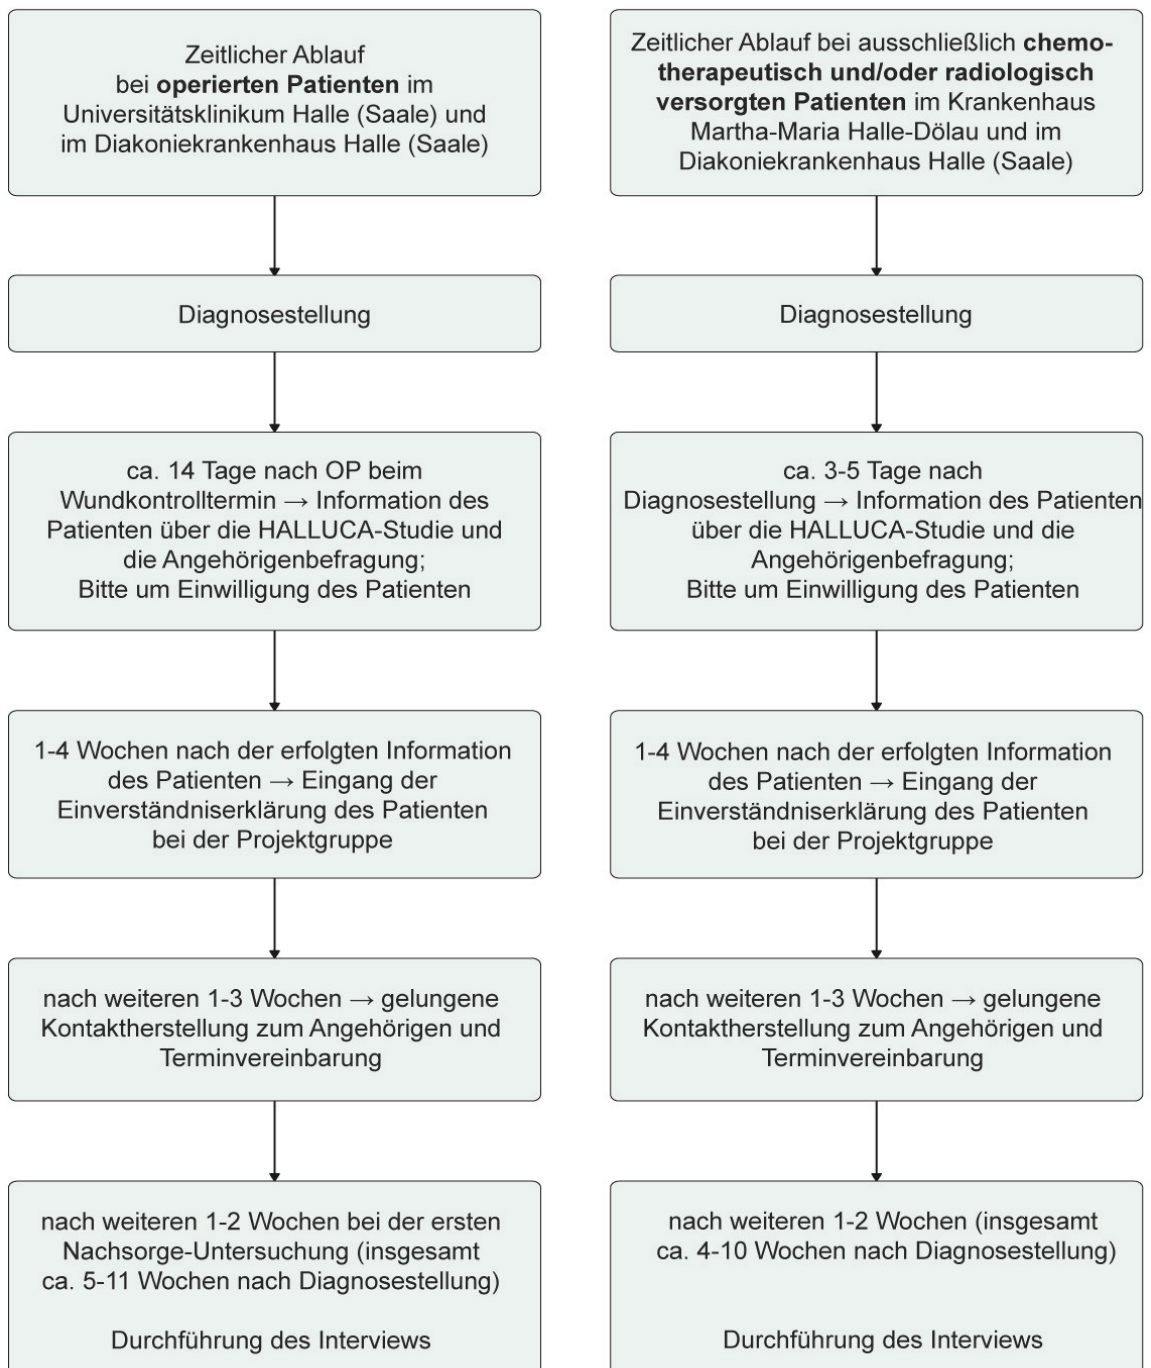 Zeitlicher Ablauf
bei operierten Patienten im
Universitätsklinikum Halle (Saale) und
im Diakoniekrankenhaus Halle (Saale)
Diagnosestellung
ca. 14 Tage nach OP beim
Wundkontrolltermin → Information des
Patienten über die HALLUCA-Studie und
die Angehörigenbefragung;
Bitte um Einwilligung des Patienten
1-4 Wochen nach der erfolgten Information
des Patienten → Eingang der
Einverständniserklärung des Patienten
bei der Projektgruppe
nach weiteren 1-3 Wochen → gelungene
Kontaktherstellung zum Angehörigen und
Terminvereinbarung
nach weiteren 1-2 Wochen bei der ersten
Nachsorge-Untersuchung (insgesamt
ca. 5-11 Wochen nach Diagnosestellung)
Durchführung des Interviews
Zeitlicher Ablauf bei ausschließlich chemo-
therapeutisch und/oder radiologisch
versorgten Patienten im Krankenhaus
Martha-Maria Halle-Dölau und im
Diakoniekrankenhaus Halle (Saale)
Diagnosestellung
ca. 3-5 Tage nach
Diagnosestellung → Information des Patienten
über die HALLUCA-Studie und die
Angehörigenbefragung;
Bitte um Einwilligung des Patienten
1-4 Wochen nach der erfolgten Information
des Patienten → Eingang der
Einverständniserklärung des Patienten
bei der Projektgruppe
nach weiteren 1-3 Wochen → gelungene
Kontaktherstellung zum Angehörigen und
Terminvereinbarung
nach weiteren 1-2 Wochen (insgesamt
ca. 4-10 Wochen nach Diagnosestellung)
Durchführung des Interviews